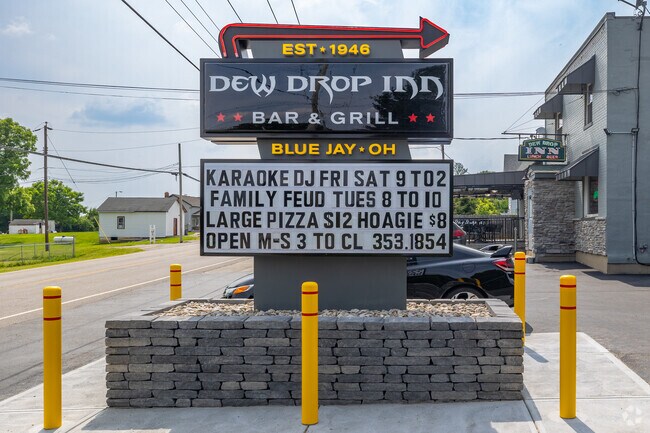 EST★1946
DEW DROP INN
★ ★ BAR & GRILL ★ ★
BLUE JAY★OH
KARAOKE DJ FRI SAT 9 TO2
FAMILY FEUD TUES 8 TO 10
LARGE PIZZA S12 HOAGIE $8
OPEN M-S 3 TO CL 353.1854
DEW DROP
INN